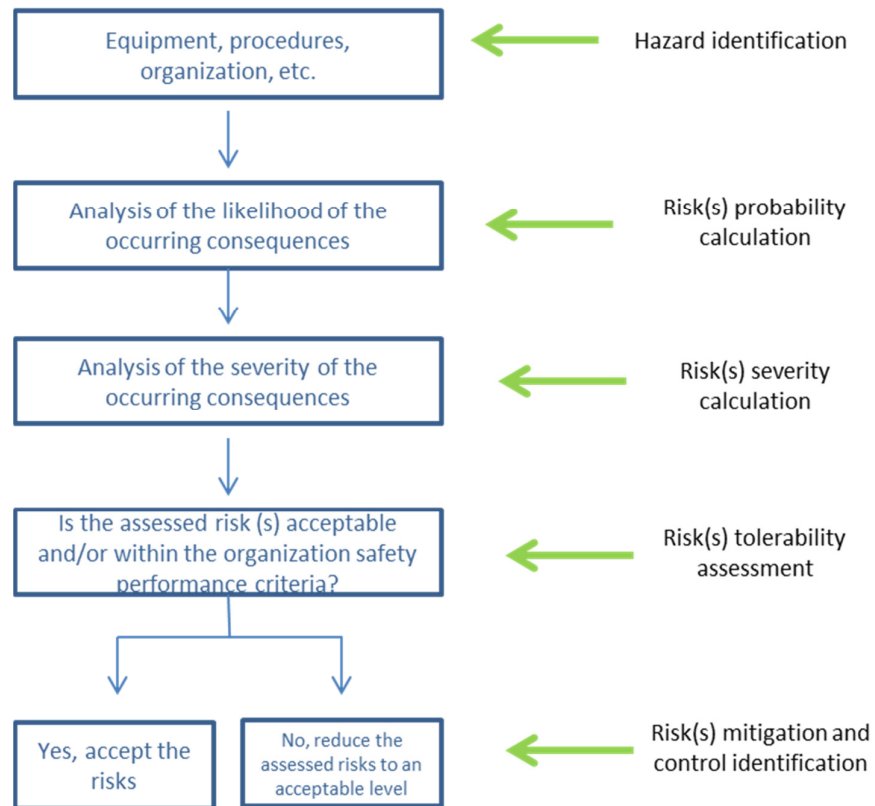 Equipment, procedures,
organization, etc.
Hazard identification
Analysis of the likelihood of the
occurring consequences
Risk(s) probability
calculation
Analysis of the severity of the
occurring consequences
Risk(s) severity
calculation
Is the assessed risk (s) acceptable
and/or within the organization safety
performance criteria?
Risk(s) tolerability
assessment
Yes, accept the
risks
No, reduce the
assessed risks to an
acceptable level
Risk(s) mitigation and
control identification